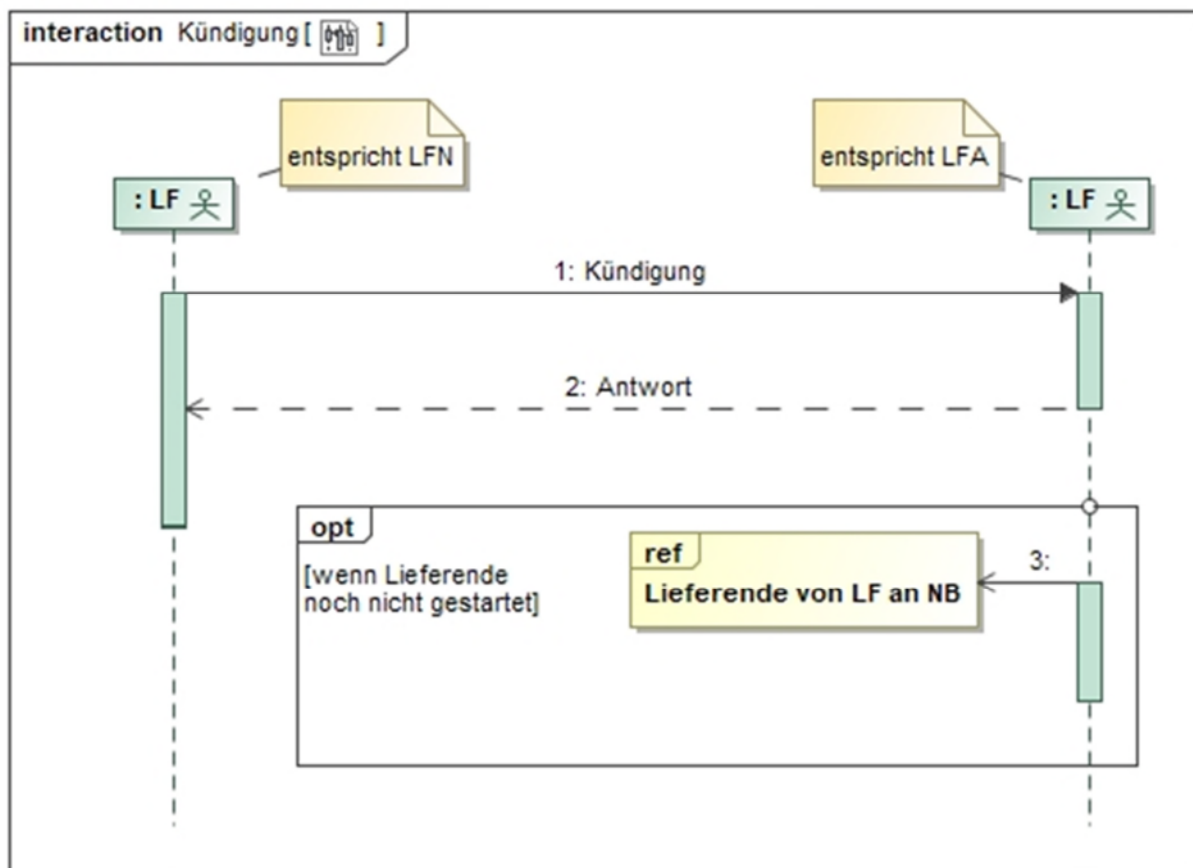 interaction Kündigung [ ]
entspricht LFN
entspricht LFA
: LF
: LF
1: Kündigung
2: Antwort
opt
[wenn Lieferende
noch nicht gestartet]
ref
3:
Lieferende von LF an NB